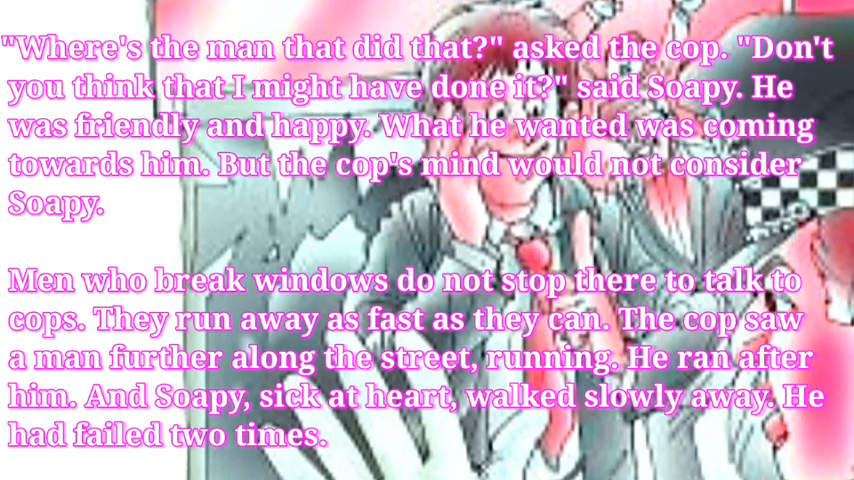 "Where's the man that did that?" asked the cop. "Don't
you think that I might have done it?" said Soapy. He
was friendly and happy. What he wanted was coming
towards him. But the cop's mind would not consider
Soapy.
Men who break windows do not stop there to talk to
cops. They run away as fast as they can. The cop saw
a man further along the street, running. He ran after
him. And Soapy, sick at heart, walked slowly away. He
had failed two times.